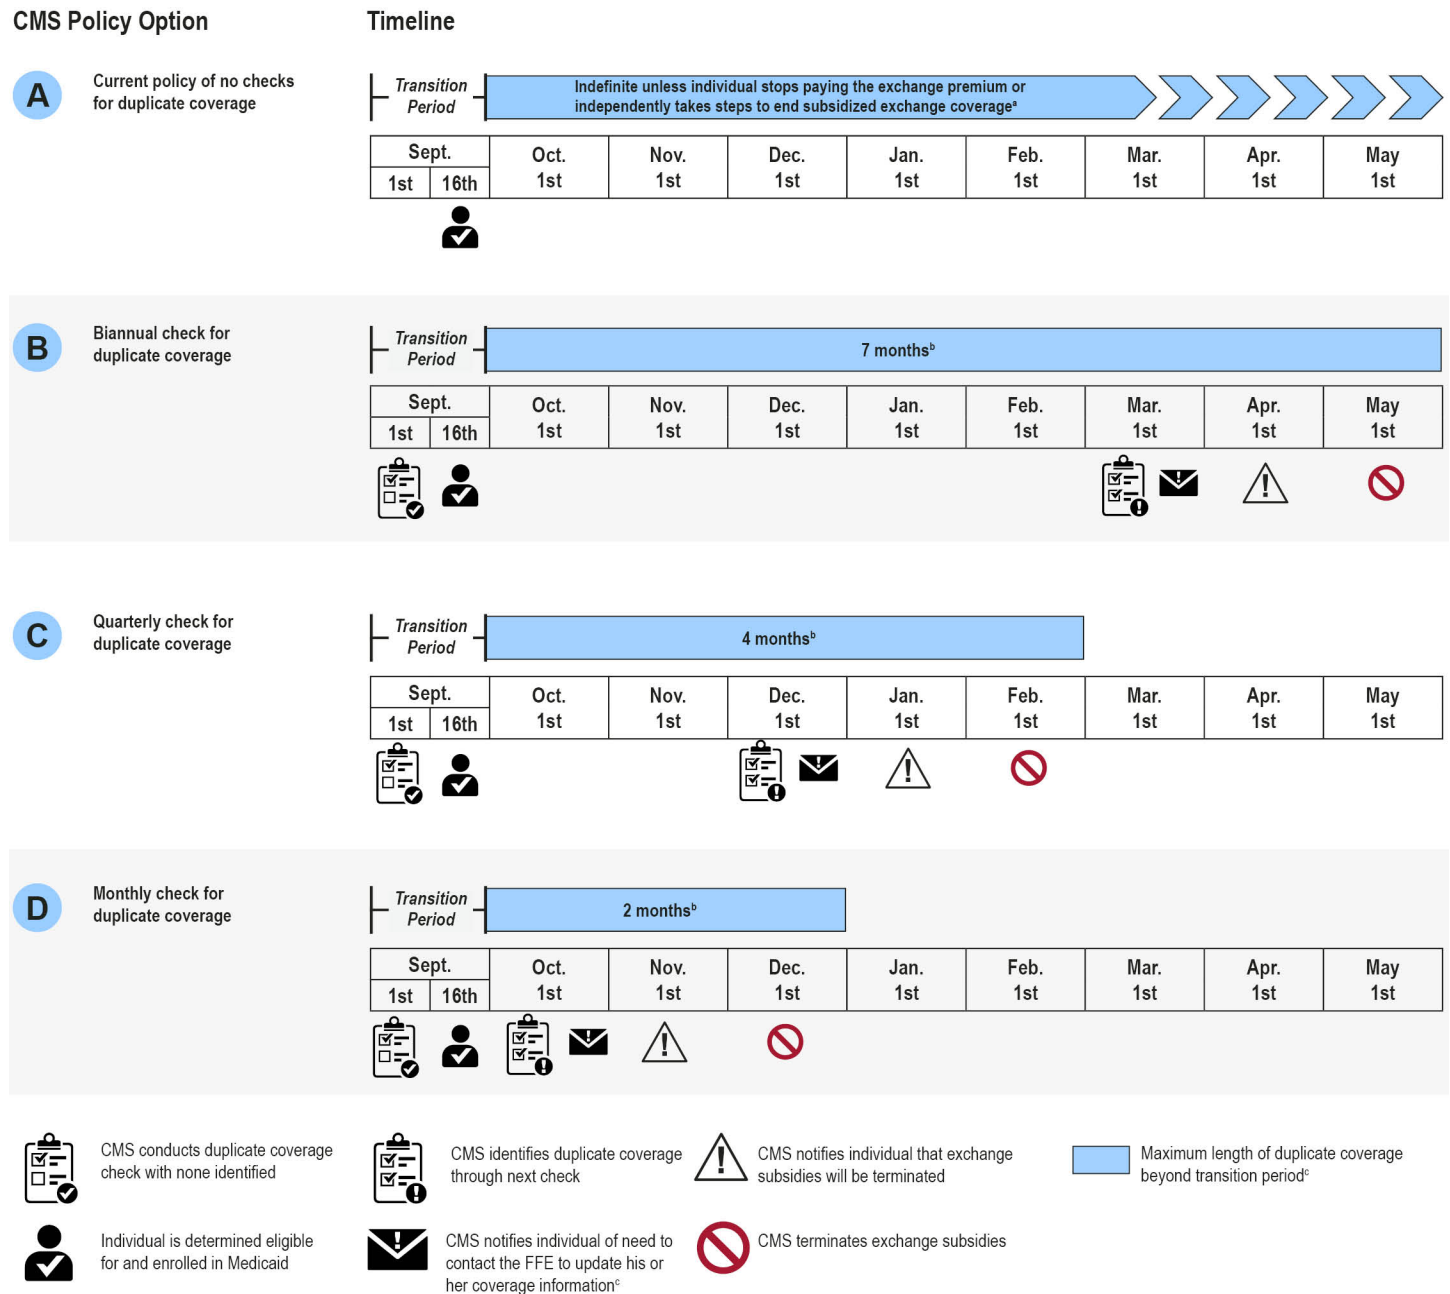 CMS Policy Option
Timeline
A
Current policy of no checks
for duplicate coverage
Transition
Period
Indefinite unless individual stops paying the exchange premium or
independently takes steps to end subsidized exchange coverageᵃ
Sept.
1st 16th
Oct. Nov. Dec. Jan. Feb. Mar. Apr. May
1st 1st 1st 1st 1st 1st 1st 1st
B
Biannual check for
duplicate coverage
Transition
Period
7 monthsᵇ
Sept.
1st 16th
Oct. Nov. Dec. Jan. Feb. Mar. Apr. May
1st 1st 1st 1st 1st 1st 1st 1st
C
Quarterly check for
duplicate coverage
Transition
Period
4 monthsᵇ
Sept.
1st 16th
Oct. Nov. Dec. Jan. Feb. Mar. Apr. May
1st 1st 1st 1st 1st 1st 1st 1st
D
Monthly check for
duplicate coverage
Transition
Period
2 monthsᵇ
Sept.
1st 16th
Oct. Nov. Dec. Jan. Feb. Mar. Apr. May
1st 1st 1st 1st 1st 1st 1st 1st
CMS conducts duplicate coverage
check with none identified
CMS identifies duplicate coverage
through next check
CMS notifies individual that exchange
subsidies will be terminated
Maximum length of duplicate coverage
beyond transition periodᶜ
Individual is determined eligible
for and enrolled in Medicaid
CMS notifies individual of need to
contact the FFE to update his or
her coverage informationᶜ
CMS terminates exchange subsidies